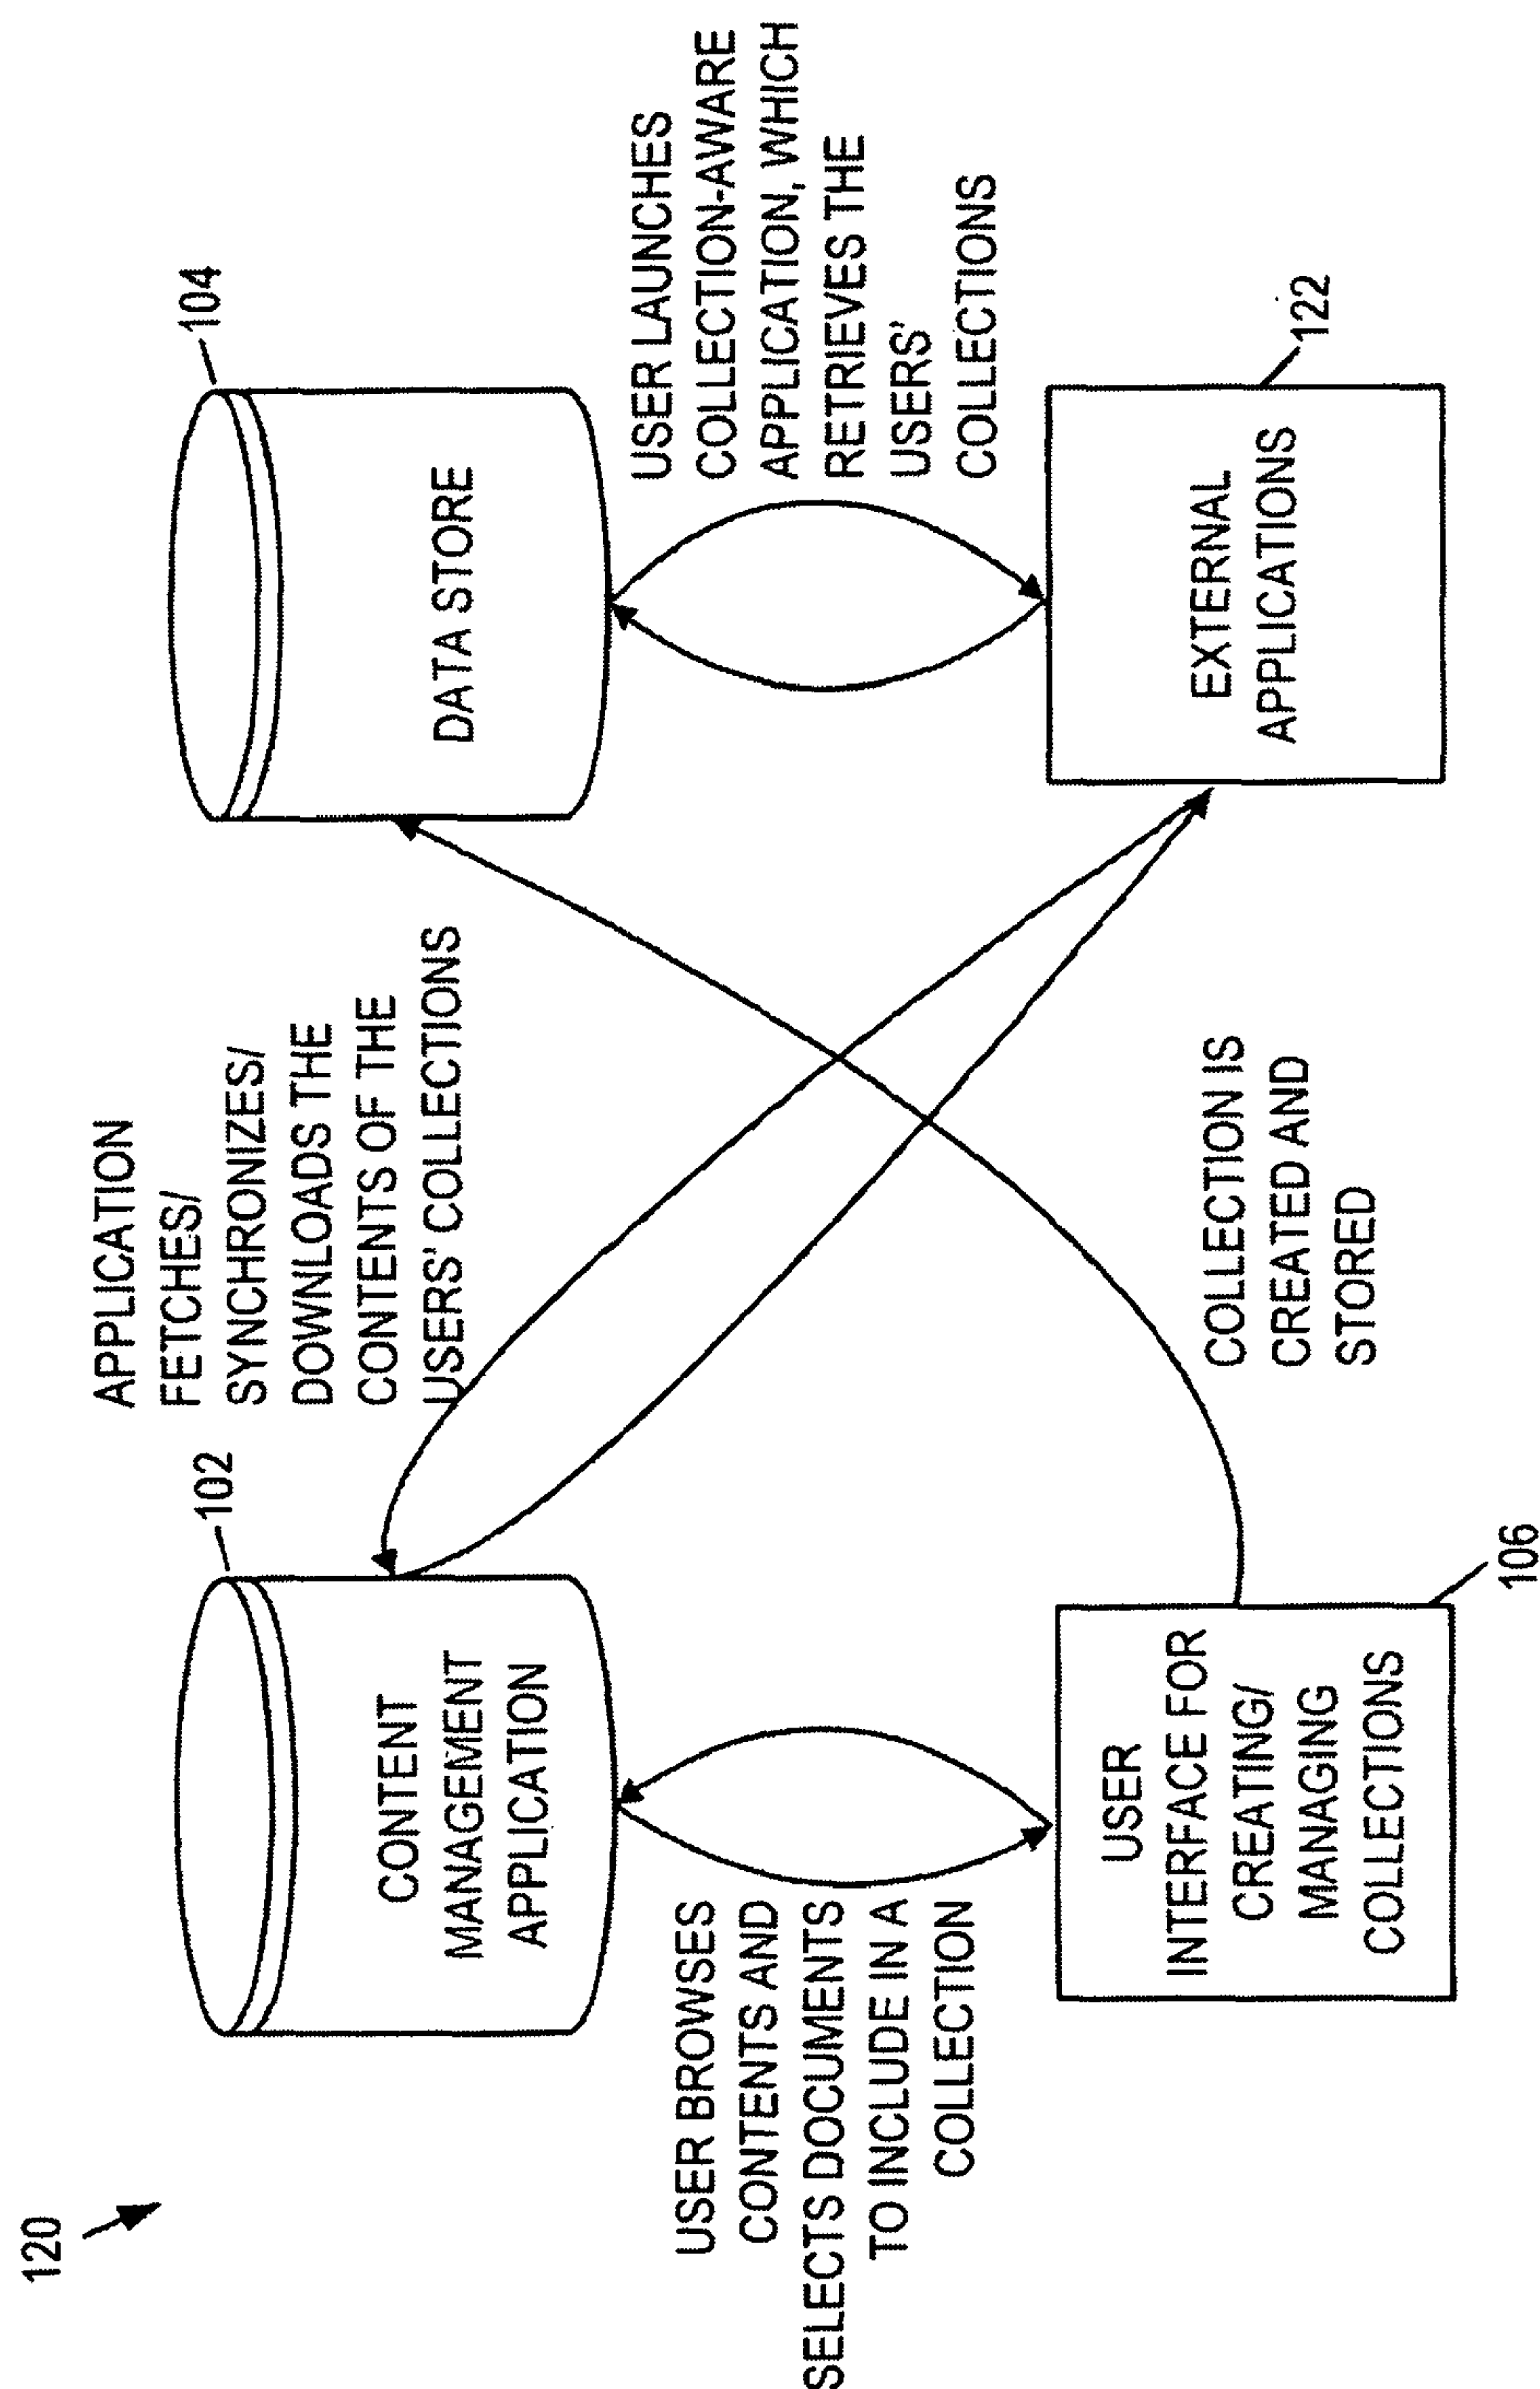 120
102
CONTENT
MANAGEMENT
APPLICATION
APPLICATION
FETCHES/
SYNCHRONIZES/
DOWNLOADS THE
CONTENTS OF THE
USERS' COLLECTIONS
104
DATA STORE
USER BROWSES
CONTENTS AND
SELECTS DOCUMENTS
TO INCLUDE IN A
COLLECTION
USER LAUNCHES
COLLECTION-AWARE
APPLICATION, WHICH
RETRIEVES THE
USERS'
COLLECTIONS
USER
INTERFACE FOR
CREATING/
MANAGING
COLLECTIONS
106
COLLECTION IS
CREATED AND
STORED
EXTERNAL
APPLICATIONS
122